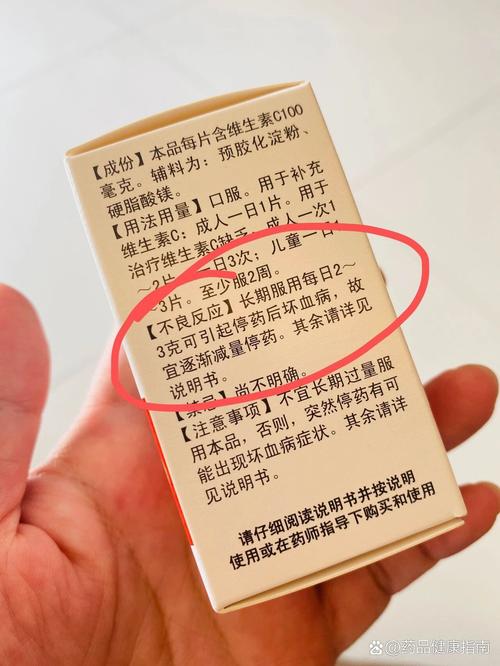 【成份】本品每片含维生素C100
毫克。辅料为：预胶化淀粉、
硬脂酸镁。
【用法用量】口服。用于补充
维生素C：成人一日1片。用于
治疗维生素C缺乏：成人一次1
～2片，一日3次；儿童一日1
～3片。至少服2周。
【不良反应】长期服用每日2～
3克可引起停药后坏血病，故
宜逐渐减量停药。其余请详见
说明书。
【禁忌】尚不明确。
【注意事项】不宜长期过量服
用本品，否则，突然停药有可
能出现坏血病症状。其余请详
见说明书。
请仔细阅读说明书并按说明
使用或在药师指导下购买和使用
@药品健康指南